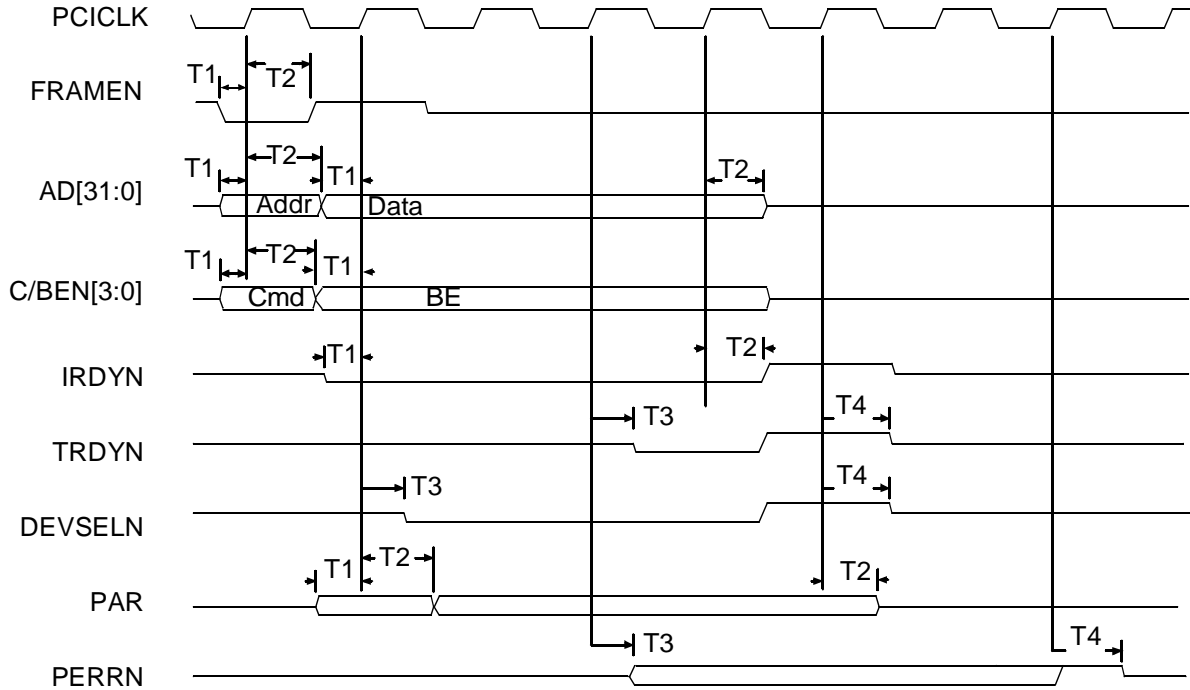 PCICLK
T1 T2
FRAMEN
T1 T2 T1 T2
AD[31:0]
Addr Data
T1 T2 T1
C/BEN[3:0]
Cmd BE
T1 T2
IRDYN
T3 T4
TRDYN
T3 T4
DEVSELN
T1 T2 T2
PAR
T3 T4
PERRN